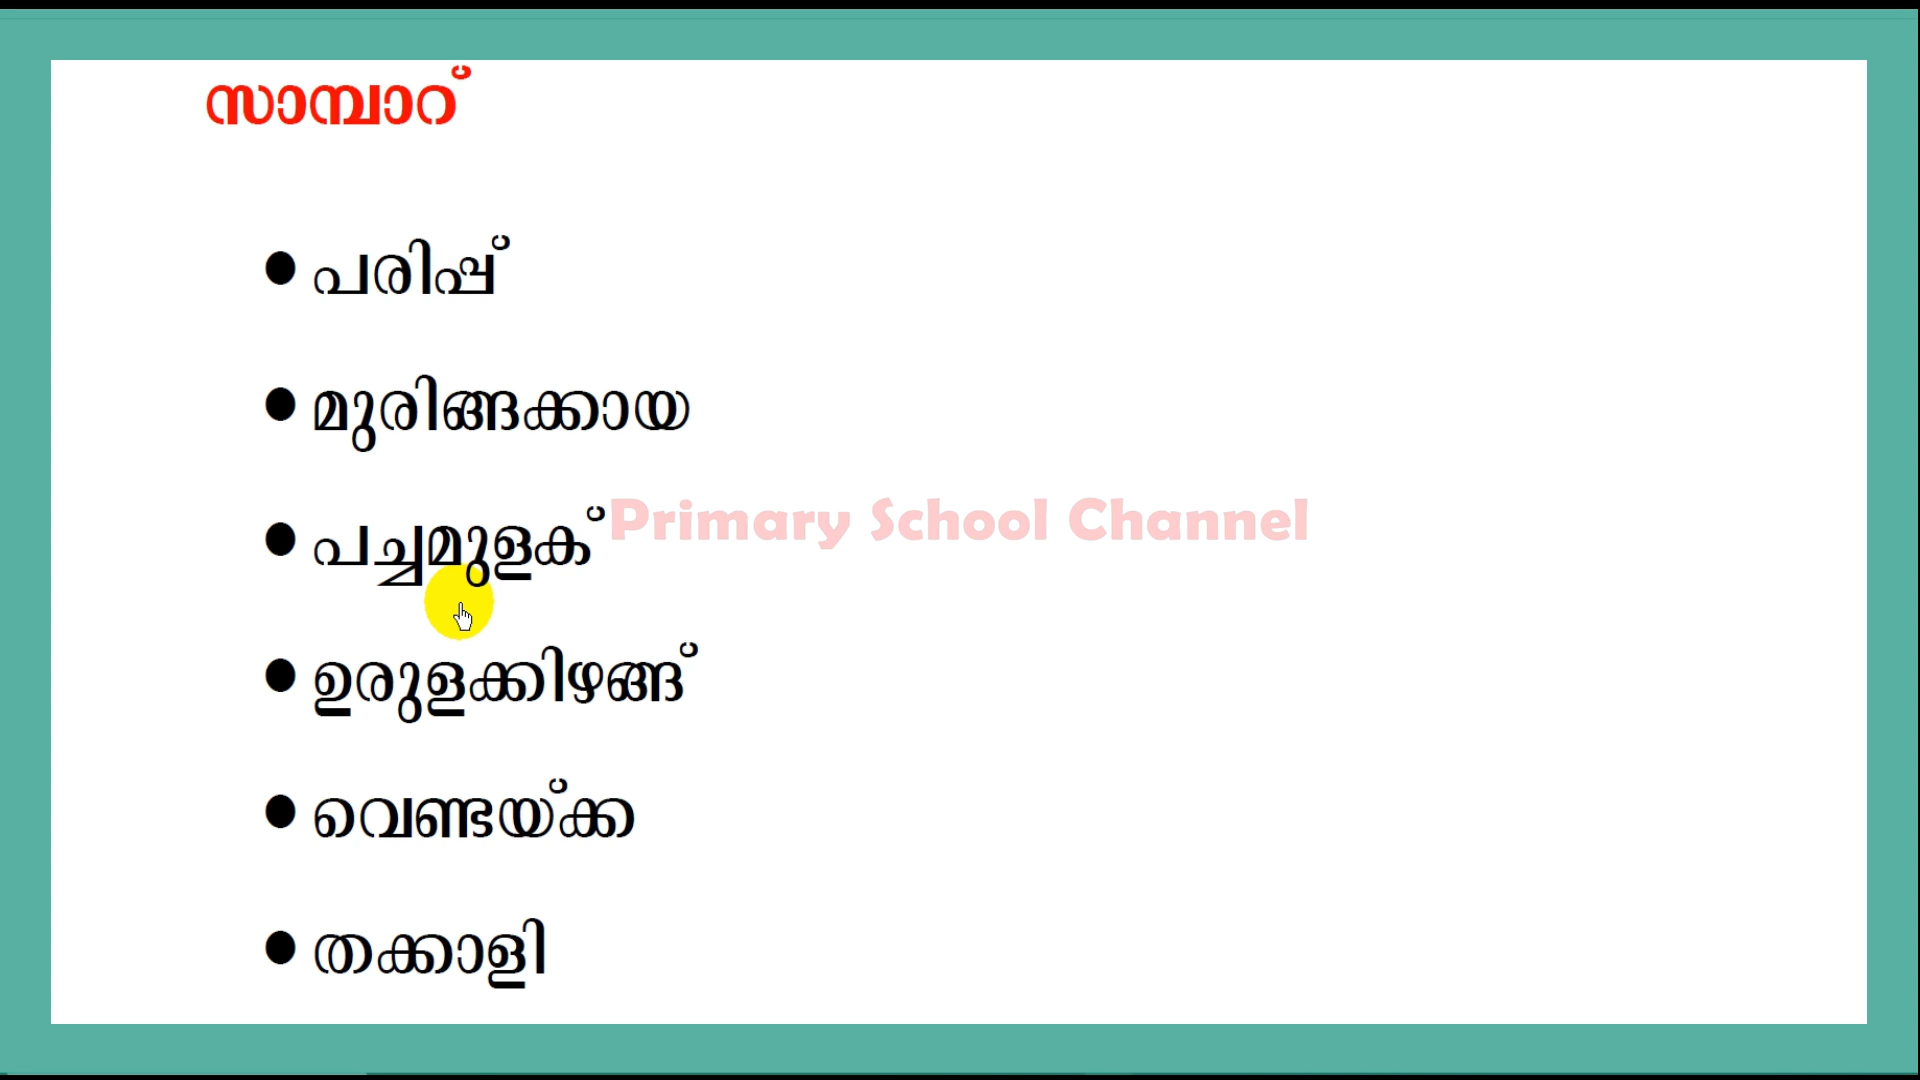 സാമ്പാറ്
• പരിപ്പ്
• മുരിങ്ങക്കായ
• പച്ചമുളക്
Primary School Channel
• ഉരുളക്കിഴങ്ങ്
• വെണ്ടയ്ക്ക
• തക്കാളി